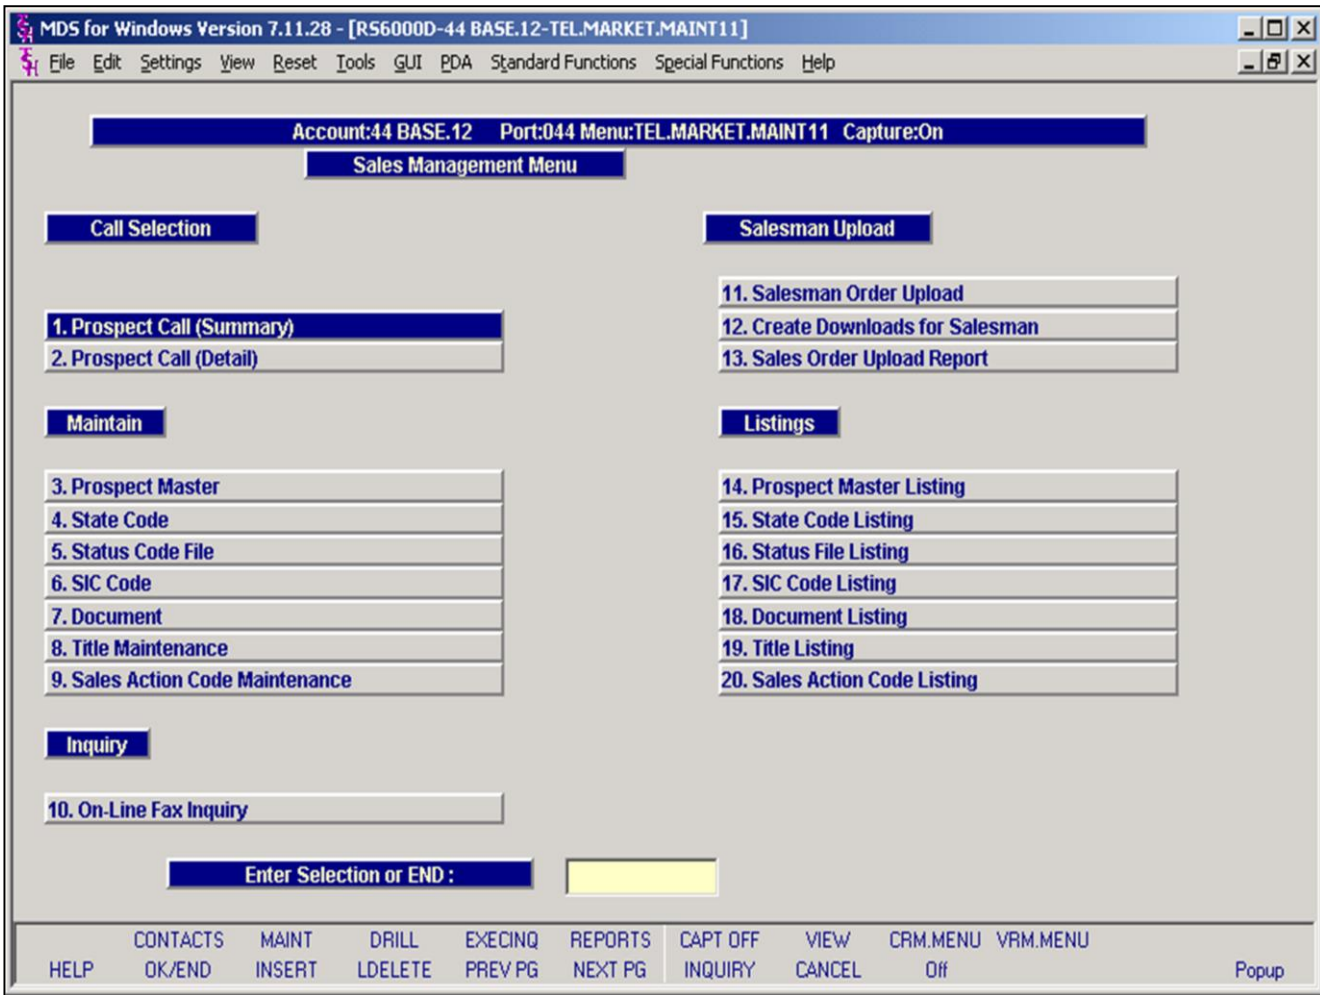 MDS for Windows Version 7.11.28 - [RS6000D-44 BASE.12-TEL.MARKET.MAINT11]
File Edit Settings View Reset Tools GUI PDA Standard Functions Special Functions Help
Account:44 BASE.12 Port:044 Menu:TEL.MARKET.MAINT11 Capture:On
Sales Management Menu
Call Selection
1. Prospect Call (Summary)
2. Prospect Call (Detail)
Maintain
3. Prospect Master
4. State Code
5. Status Code File
6. SIC Code
7. Document
8. Title Maintenance
9. Sales Action Code Maintenance
Inquiry
10. On-Line Fax Inquiry
Salesman Upload
11. Salesman Order Upload
12. Create Downloads for Salesman
13. Sales Order Upload Report
Listings
14. Prospect Master Listing
15. State Code Listing
16. Status File Listing
17. SIC Code Listing
18. Document Listing
19. Title Listing
20. Sales Action Code Listing
Enter Selection or END :
CONTACTS MAINT DRILL EXECINQ REPORTS CAPT OFF VIEW CRM.MENU VRM.MENU
HELP OK/END INSERT LDELETE PREV PG NEXT PG INQUIRY CANCEL Off Popup